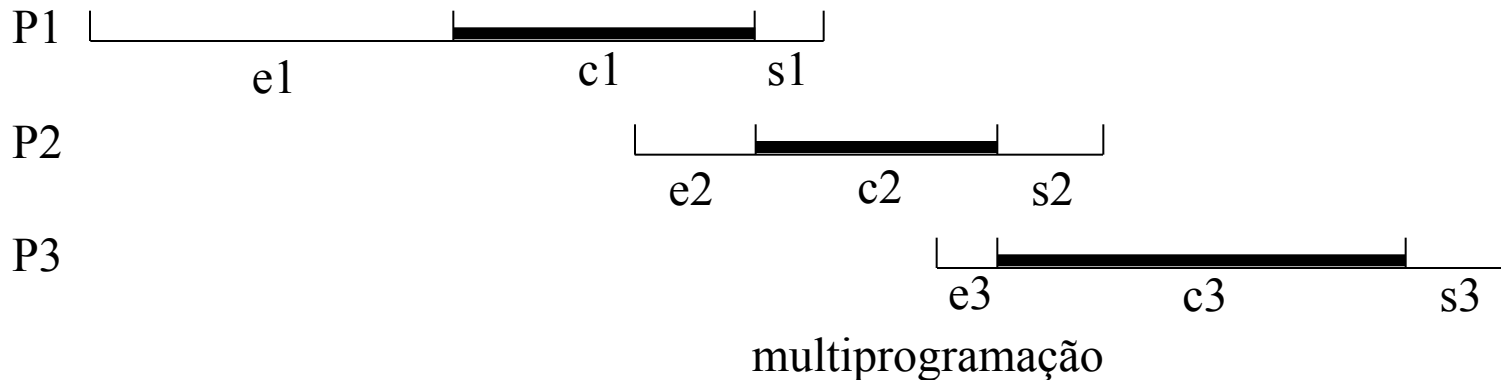 P1
e1 c1 s1
P2
e2 c2 s2
P3
e3 c3 s3
multiprogramação